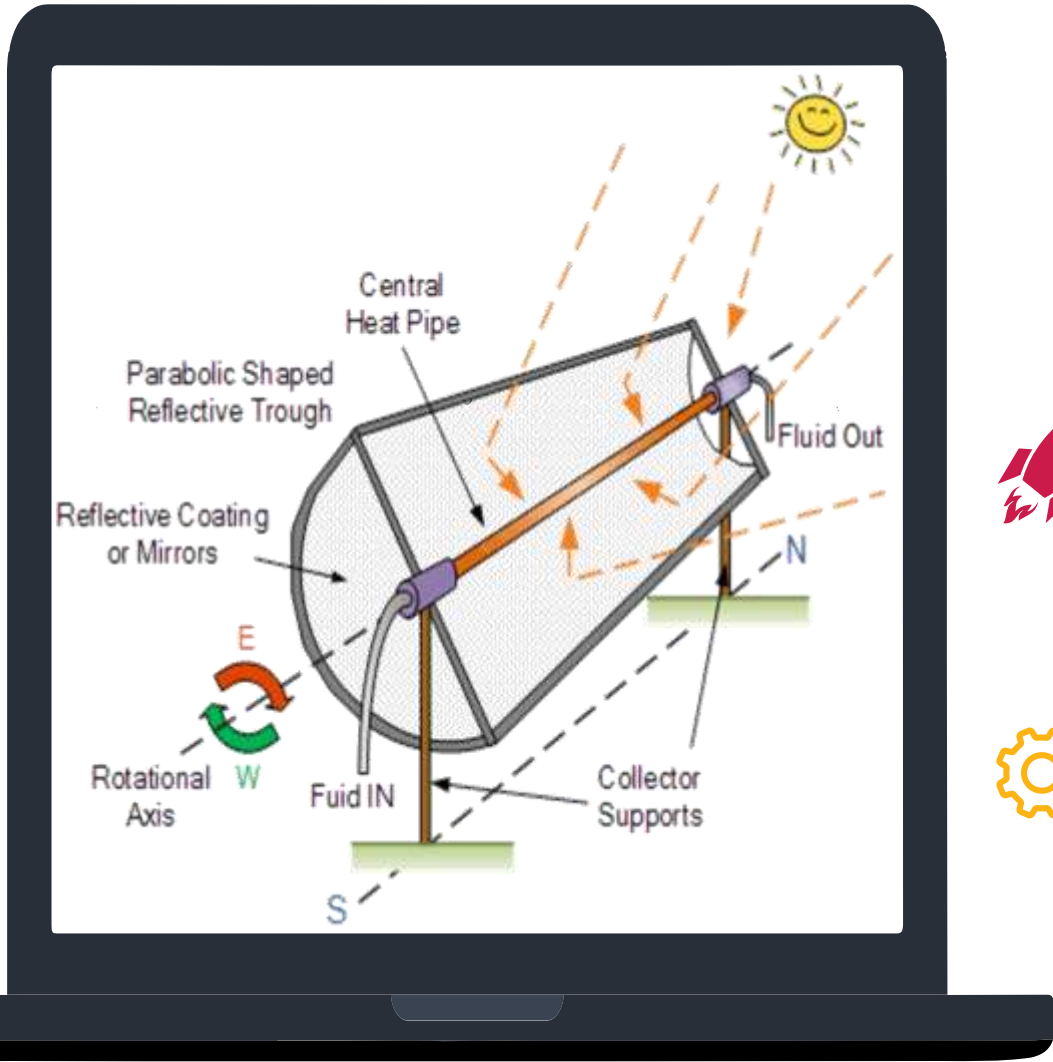 Central
Heat Pipe
Parabolic Shaped
Reflective Trough
Fluid Out
Reflective Coating
or Mirrors
N
E
W
Rotational
Axis
Fuid IN
Collector
Supports
S